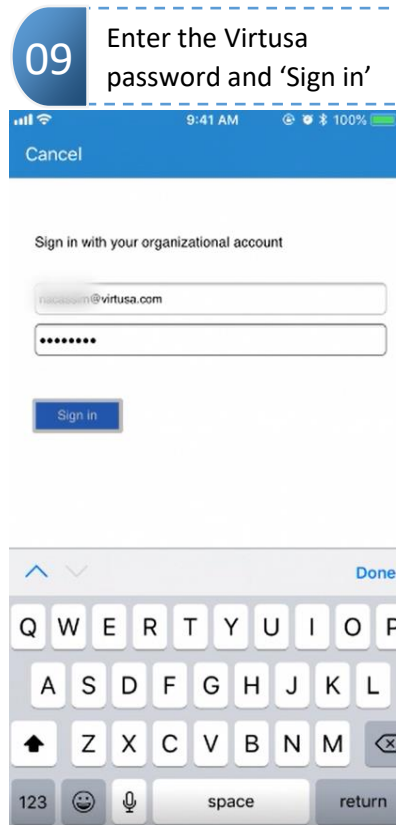 09
Enter the Virtusa
password and ‘Sign in’
9:41 AM 100%
Cancel
Sign in with your organizational account
@virtusa.com
••••••••
Sign in
Done
Q W E R T Y U I O P
A S D F G H J K L
Z X C V B N M
123 space return